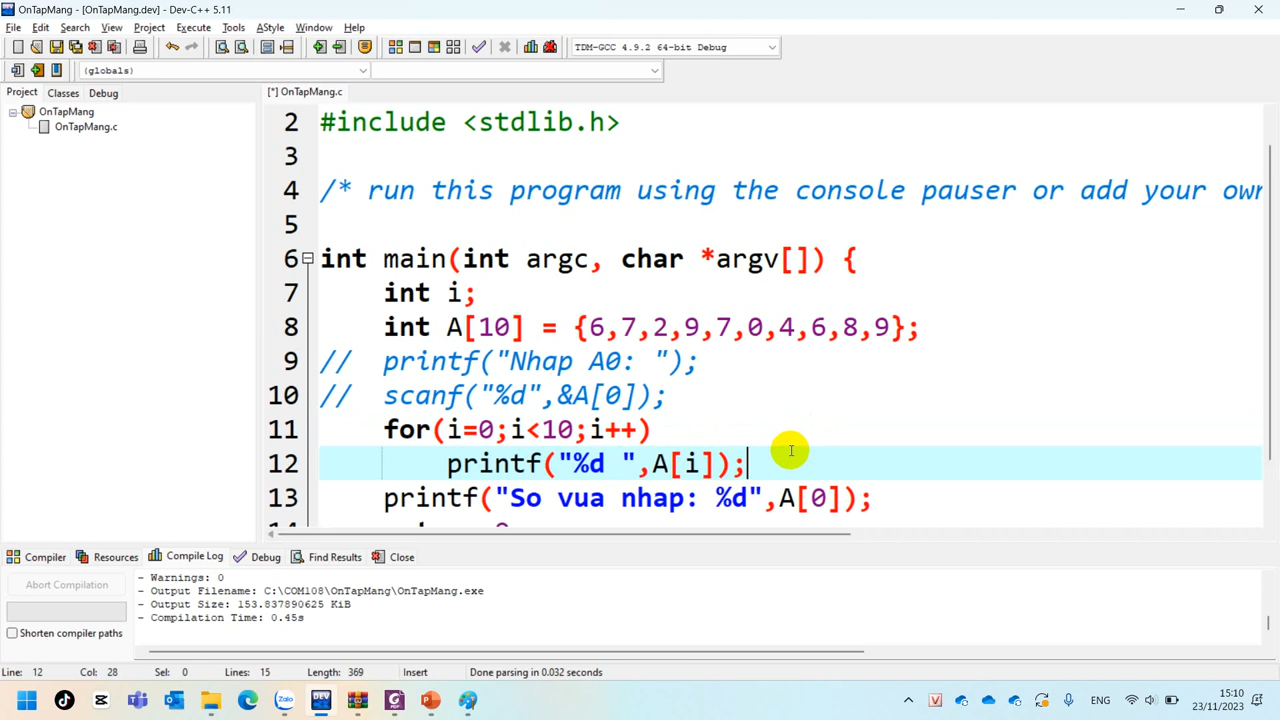 OnTapMang - [OnTapMang.dev] - Dev-C++ 5.11
File Edit Search View Project Execute Tools AStyle Window Help
TDM-GCC 4.9.2 64-bit Debug
(globals)
Project Classes Debug
[*] OnTapMang.c
OnTapMang
OnTapMang.c
2 #include <stdlib.h>
3
4 /* run this program using the console pauser or add your own
5
6 int main(int argc, char *argv[]) {
7 int i;
8 int A[10] = {6,7,2,9,7,0,4,6,8,9};
9 // printf("Nhap A0: ");
10 // scanf("%d",&A[0]);
11 for(i=0;i<10;i++)
12 printf("%d ",A[i]);
13 printf("So vua nhap: %d",A[0]);
Compiler Resources Compile Log Debug Find Results Close
Abort Compilation
Shorten compiler paths
- Warnings: 0
- Output Filename: C:\COM108\OnTapMang\OnTapMang.exe
- Output Size: 153.837890625 KiB
- Compilation Time: 0.45s
Line: 12 Col: 28 Sel: 0 Lines: 15 Length: 369 Insert Done parsing in 0.032 seconds
Zalo DEV V ENG 15:10
23/11/2023